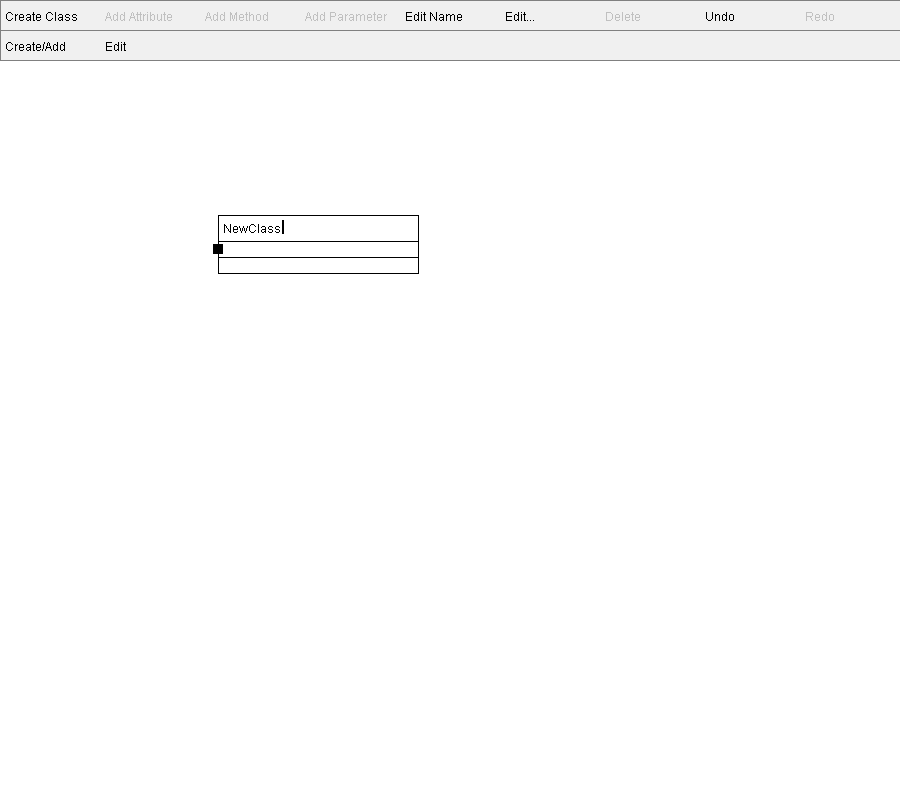 Create Class Add Attribute Add Method Add Parameter Edit Name Edit... Delete Undo Redo
Create/Add Edit
NewClass